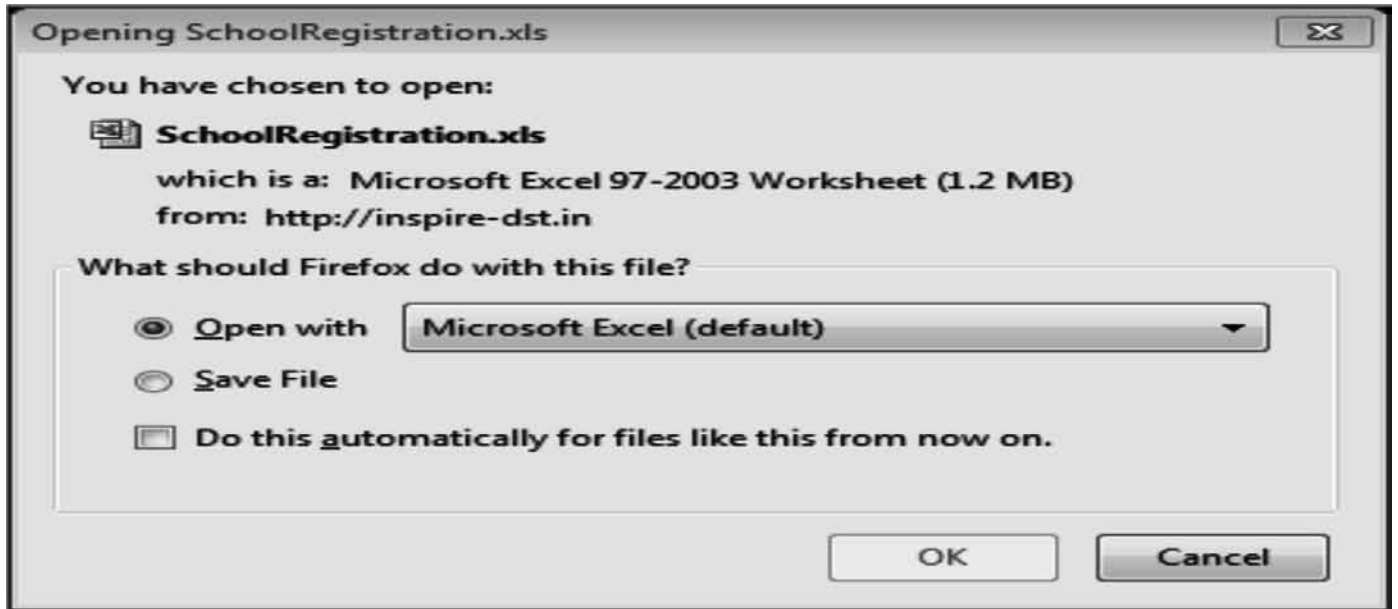 Opening SchoolRegistration.xls
You have chosen to open:
SchoolRegistration.xls
which is a: Microsoft Excel 97-2003 Worksheet (1.2 MB)
from: http://inspire-dst.in
What should Firefox do with this file?
Open with Microsoft Excel (default)
Save File
Do this automatically for files like this from now on.
OK Cancel